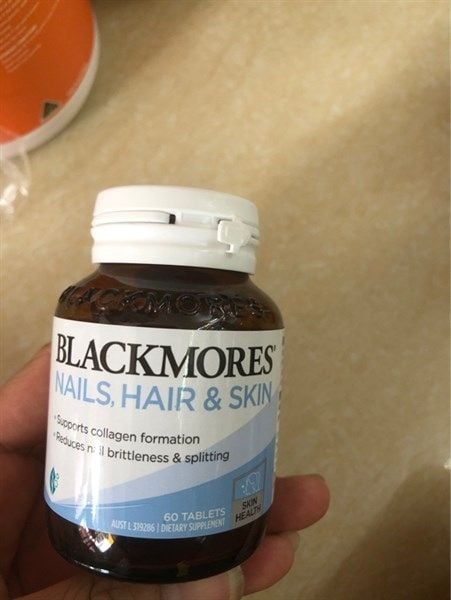 BLACKMORES
BLACKMORES®
NAILS, HAIR & SKIN
• Supports collagen formation
• Reduces nail brittleness & splitting
SKIN
HEALTH
60 TABLETS
AUST L 319286 | DIETARY SUPPLEMENT